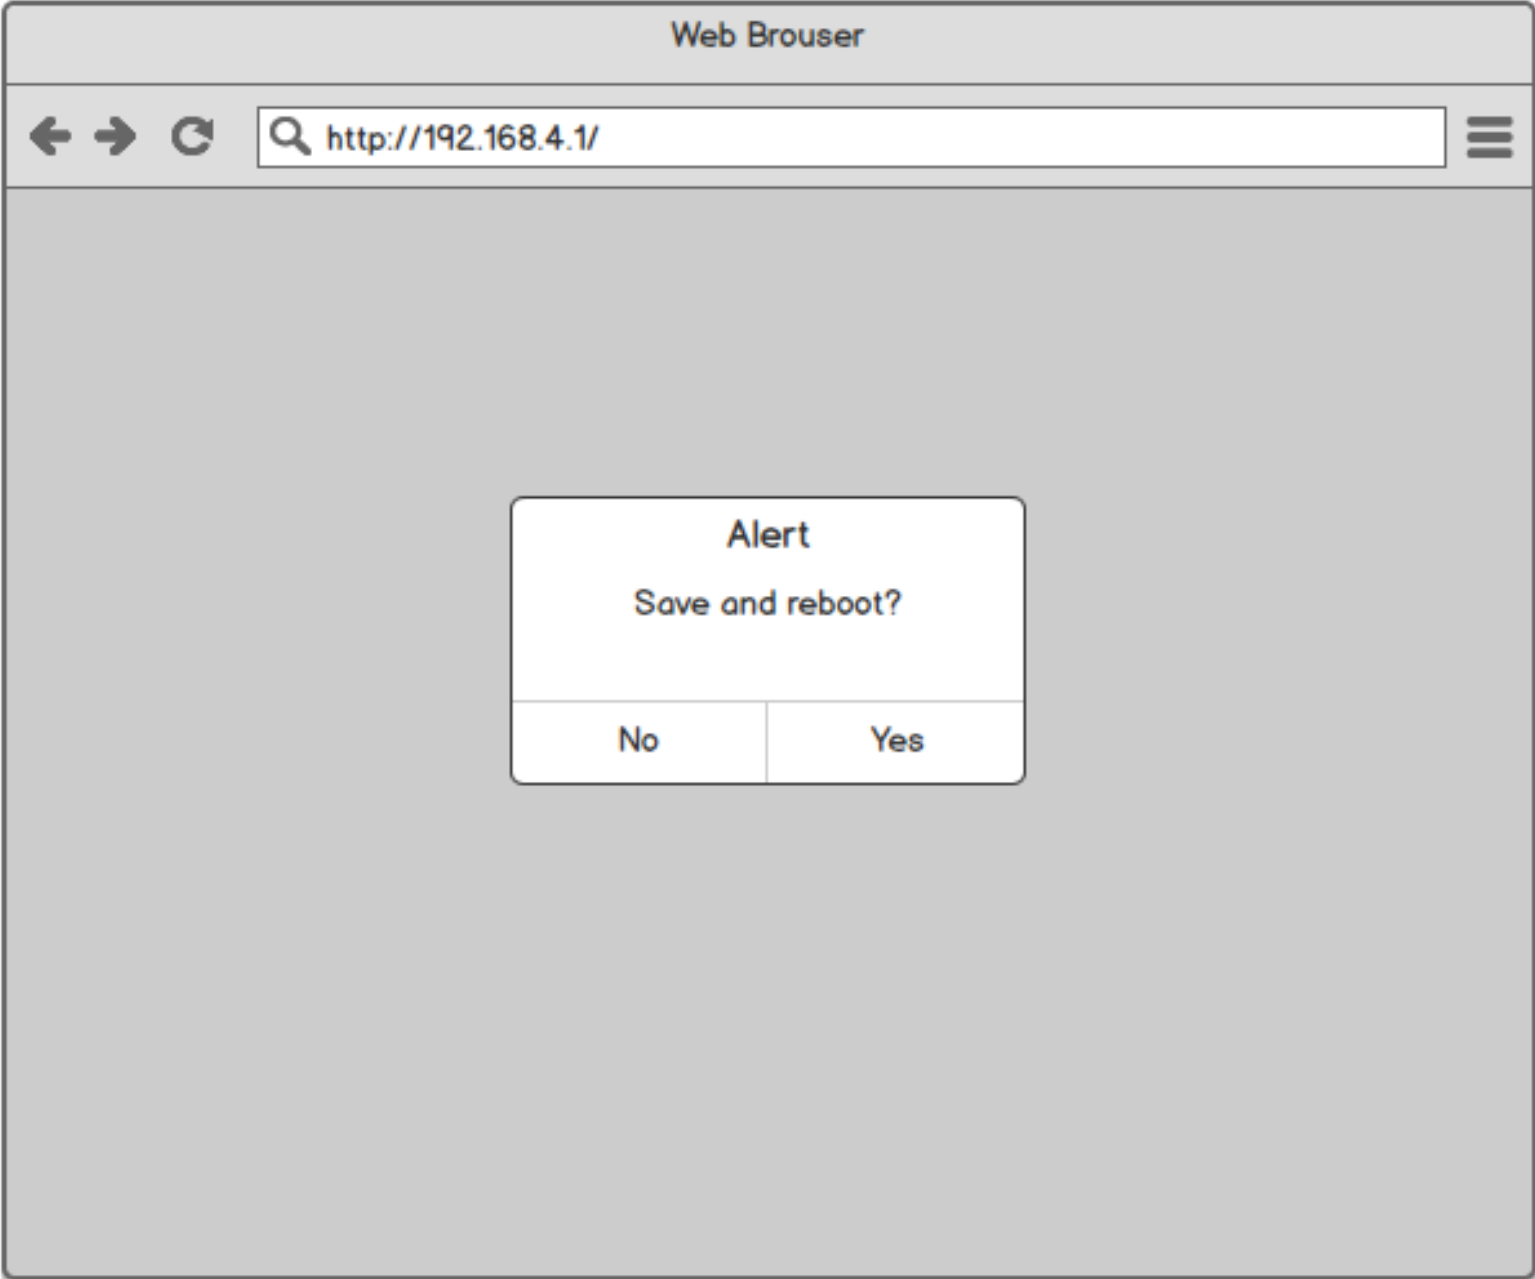 Web Brouser
http://192.168.4.1/
Alert
Save and reboot?
No
Yes